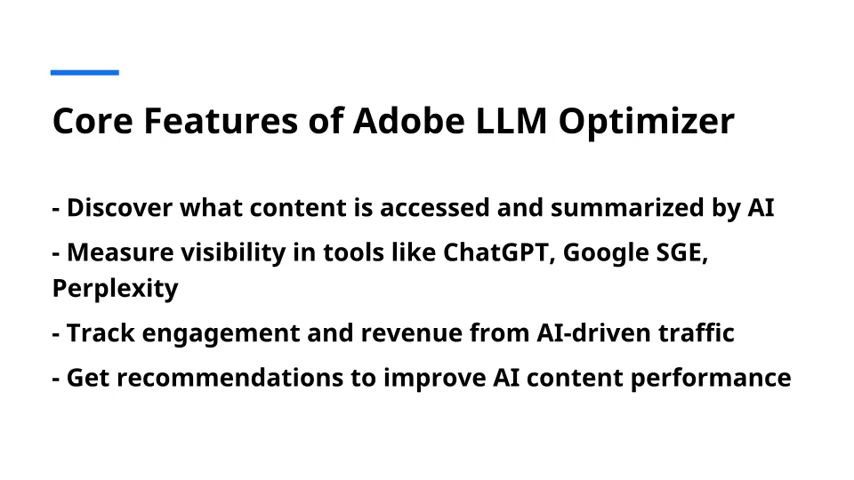 Core Features of Adobe LLM Optimizer
- Discover what content is accessed and summarized by AI
- Measure visibility in tools like ChatGPT, Google SGE,
Perplexity
- Track engagement and revenue from AI-driven traffic
- Get recommendations to improve AI content performance